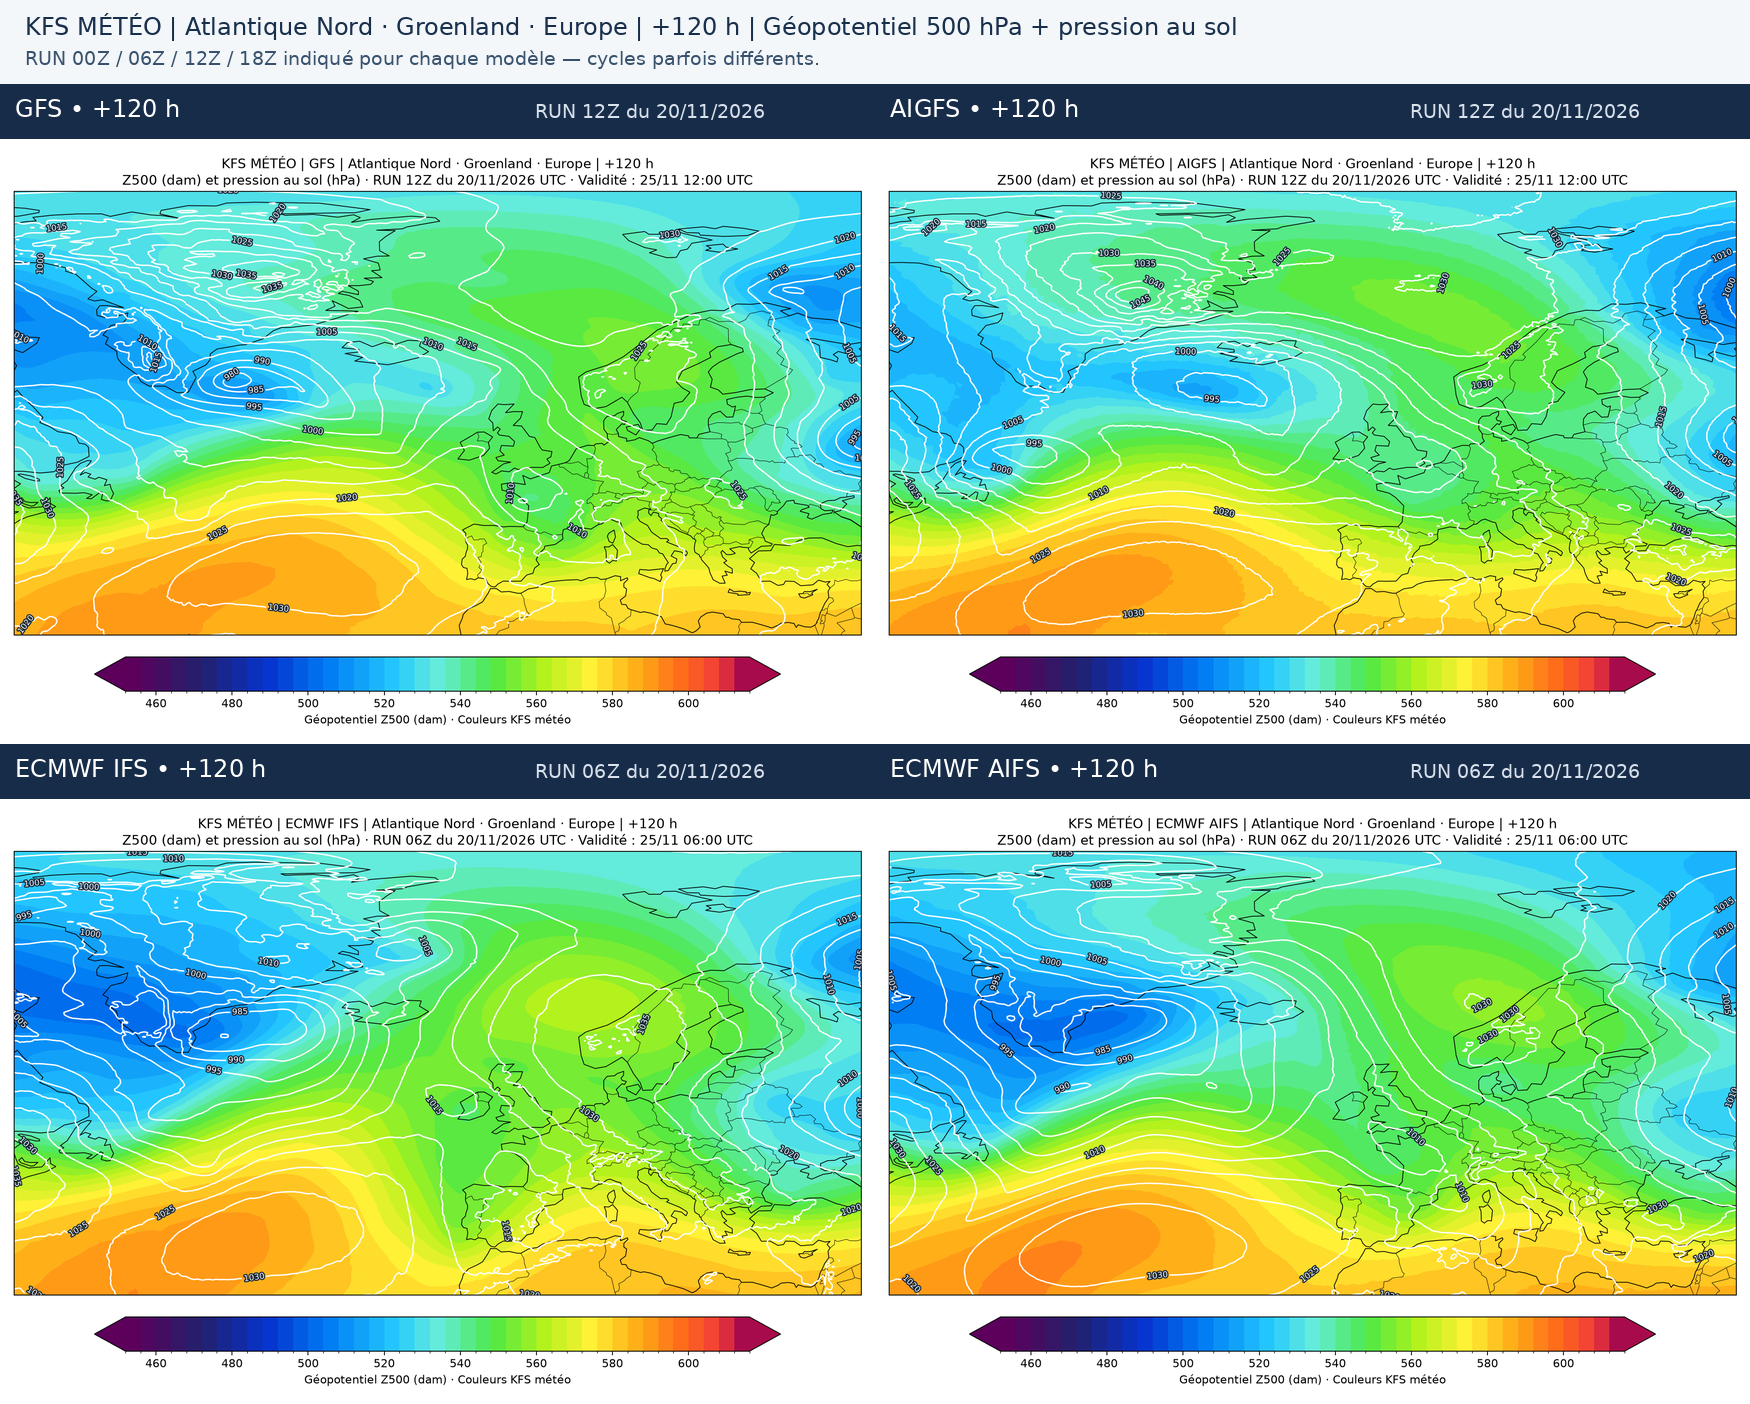 KFS MÉTÉO | Atlantique Nord · Groenland · Europe | +120 h | Géopotentiel 500 hPa + pression au sol
RUN 00Z / 06Z / 12Z / 18Z indiqué pour chaque modèle — cycles parfois différents.
GFS • +120 h
RUN 12Z du 20/11/2026
AIGFS • +120 h
RUN 12Z du 20/11/2026
KFS MÉTÉO | GFS | Atlantique Nord · Groenland · Europe | +120 h
Z500 (dam) et pression au sol (hPa) · RUN 12Z du 20/11/2026 UTC · Validité : 25/11 12:00 UTC
KFS MÉTÉO | AIGFS | Atlantique Nord · Groenland · Europe | +120 h
Z500 (dam) et pression au sol (hPa) · RUN 12Z du 20/11/2026 UTC · Validité : 25/11 12:00 UTC
460 480 500 520 540 560 580 600
Géopotentiel Z500 (dam) · Couleurs KFS météo
460 480 500 520 540 560 580 600
Géopotentiel Z500 (dam) · Couleurs KFS météo
ECMWF IFS • +120 h
RUN 06Z du 20/11/2026
ECMWF AIFS • +120 h
RUN 06Z du 20/11/2026
KFS MÉTÉO | ECMWF IFS | Atlantique Nord · Groenland · Europe | +120 h
Z500 (dam) et pression au sol (hPa) · RUN 06Z du 20/11/2026 UTC · Validité : 25/11 06:00 UTC
KFS MÉTÉO | ECMWF AIFS | Atlantique Nord · Groenland · Europe | +120 h
Z500 (dam) et pression au sol (hPa) · RUN 06Z du 20/11/2026 UTC · Validité : 25/11 06:00 UTC
460 480 500 520 540 560 580 600
Géopotentiel Z500 (dam) · Couleurs KFS météo
460 480 500 520 540 560 580 600
Géopotentiel Z500 (dam) · Couleurs KFS météo